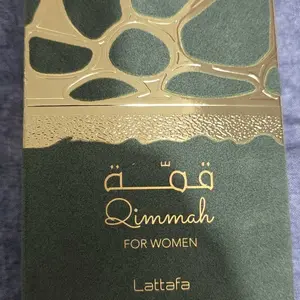 قمّة
Qimmah
FOR WOMEN
Lattafa